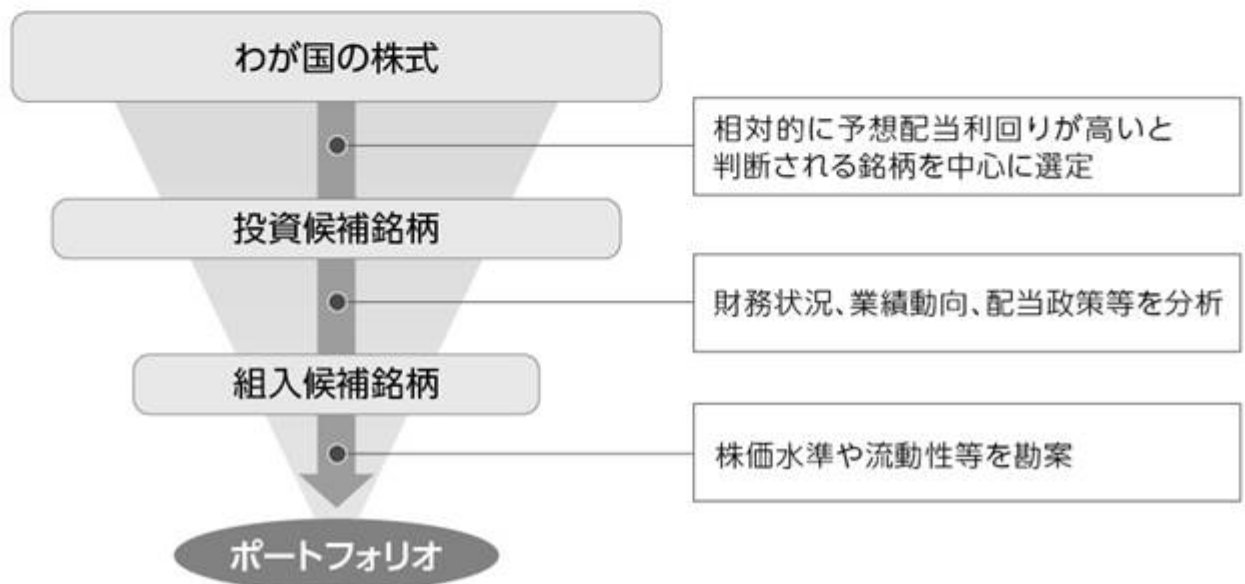 わが国の株式
相対的に予想配当利回りが高いと
判断される銘柄を中心に選定
投資候補銘柄
財務状況、業績動向、配当政策等を分析
組入候補銘柄
株価水準や流動性等を勘案
ポートフォリオ